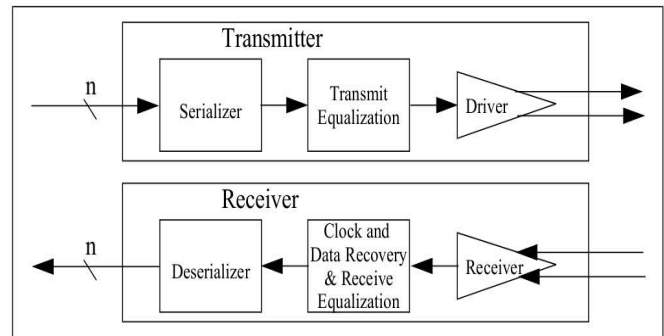 Transmitter
n
Serializer
Transmit
Equalization
Driver
Receiver
n
Deserializer
Clock and
Data Recovery
& Receive
Equalization
Receiver